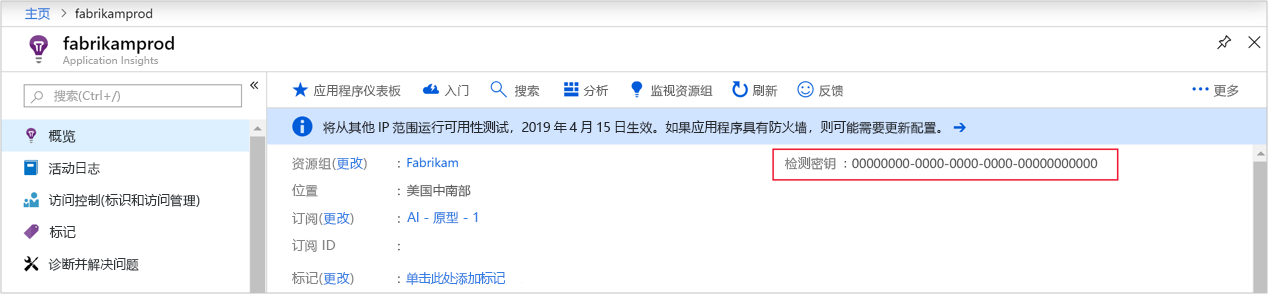 主页 > fabrikamprod
fabrikamprod
Application Insights
搜索(Ctrl+/)
«
概览
活动日志
访问控制(标识和访问管理)
标记
诊断并解决问题
应用程序仪表板 入门 搜索 分析 监视资源组 刷新 反馈 ··· 更多
将从其他 IP 范围运行可用性测试，2019 年 4 月 15 日生效。如果应用程序具有防火墙，则可能需要更新配置。 →
资源组(更改) : Fabrikam
检测密钥 : 00000000-0000-0000-0000-00000000000
位置 : 美国中南部
订阅(更改) : AI - 原型 - 1
订阅 ID :
标记(更改) : 单击此处添加标记